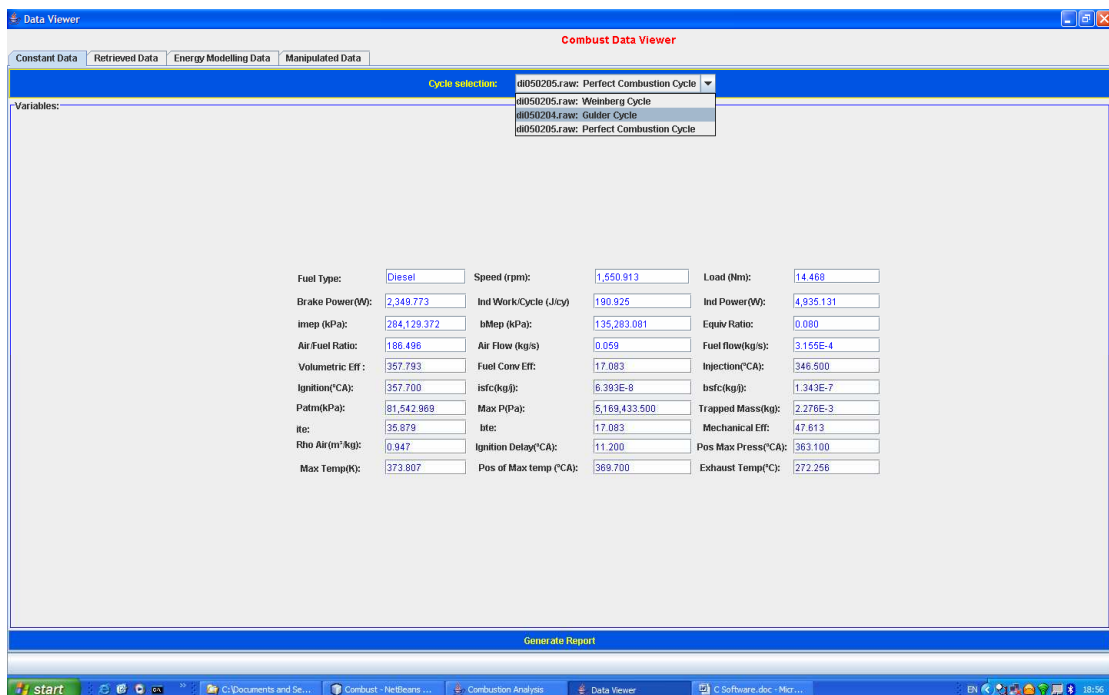 Data Viewer
Combust Data Viewer
Constant Data Retrieved Data Energy Modelling Data Manipulated Data
Cycle selection: di050205.raw: Perfect Combustion Cycle
di050205.raw: Weinberg Cycle
di050204.raw: Gulder Cycle
di050205.raw: Perfect Combustion Cycle
Variables:
Fuel Type: Diesel Speed (rpm): 1,550.913 Load (Nm): 14.468
Brake Power(W): 2,349.773 Ind Work/Cycle (J/cy) 190.925 Ind Power(W): 4,935.131
imep (kPa): 284,129.372 bMep (kPa): 135,283.081 Equiv Ratio: 0.080
Air/Fuel Ratio: 186.496 Air Flow (kg/s) 0.059 Fuel flow(kg/s): 3.155E-4
Volumetric Eff : 357.793 Fuel Conv Eff: 17.083 Injection(°CA): 346.500
Ignition(°CA): 357.700 isfc(kg/j): 6.393E-8 bsfc(kg/j): 1.343E-7
Patm(kPa): 81,542.969 Max P(Pa): 5,169,433.500 Trapped Mass(kg): 2.276E-3
ite: 35.879 bte: 17.083 Mechanical Eff: 47.613
Rho Air(m³/kg): 0.947 Ignition Delay(°CA): 11.200 Pos Max Press(°CA): 363.100
Max Temp(K): 373.807 Pos of Max temp (°CA): 369.700 Exhaust Temp(°C): 272.256
Generate Report
start C:\Documents and Se... Combust - NetBeans ... Combustion Analysis Data Viewer C Software.doc - Micr... EN 18:56